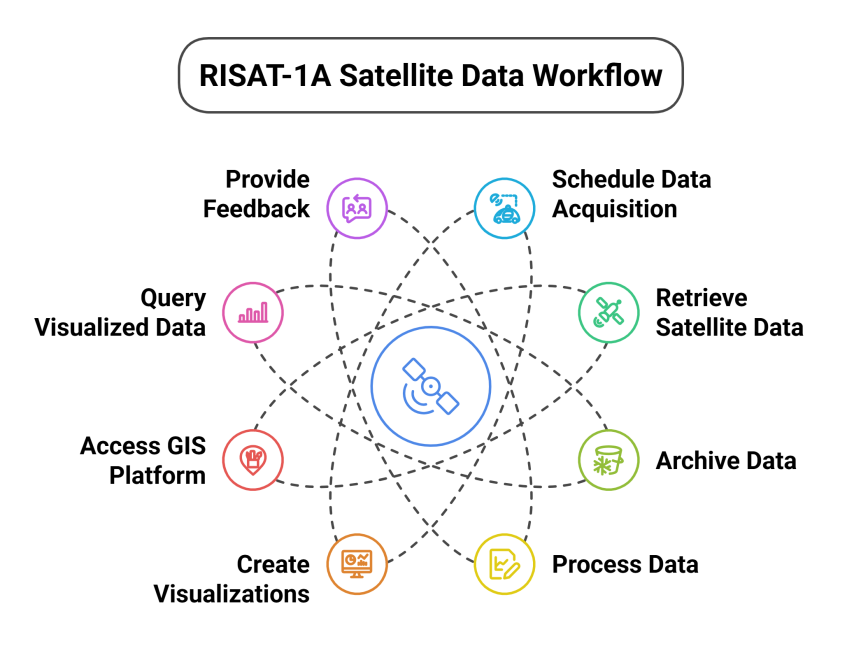 RISAT-1A Satellite Data Workflow
Provide
Feedback
Schedule Data
Acquisition
Query
Visualized Data
Retrieve
Satellite Data
Access GIS
Platform
Archive Data
Create
Visualizations
Process Data